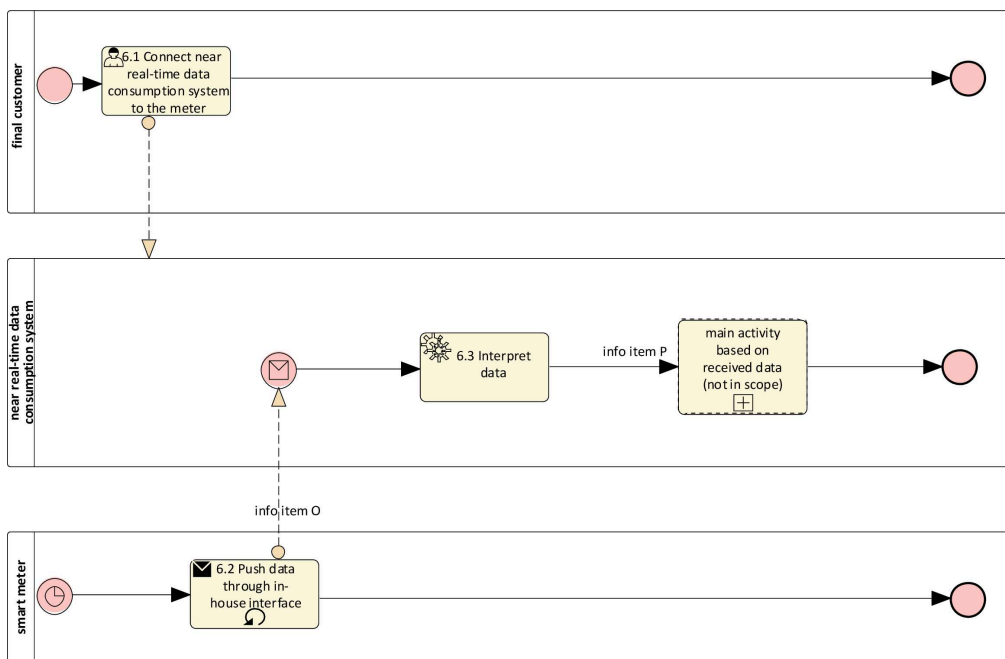 final customer
6.1 Connect near
real-time data
consumption system
to the meter
near real-time data
consumption system
6.3 Interpret
data
info item P
main activity
based on
received data
(not in scope)
info item O
smart meter
6.2 Push data
through in-
house interface